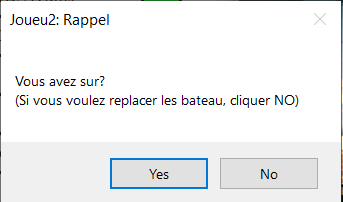 Joueu2: Rappel
Vous avez sur?
(Si vous voulez replacer les bateau, cliquer NO)
Yes
No